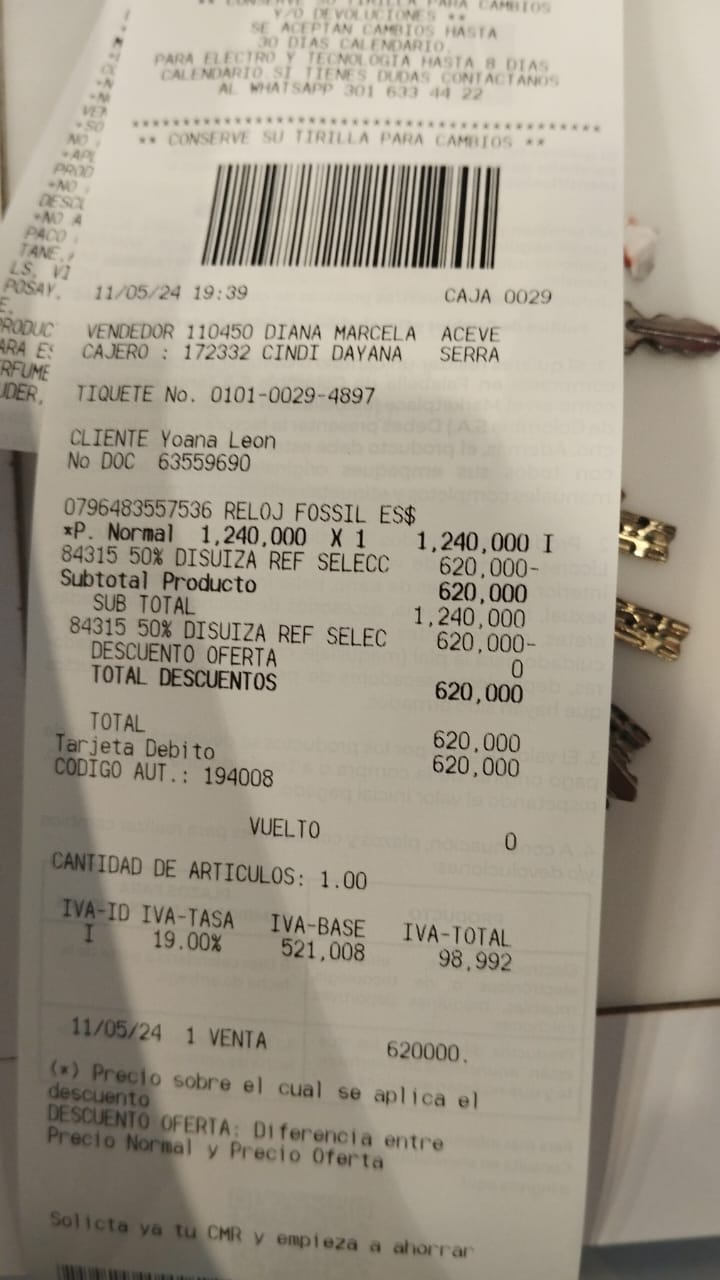 ** CONSERVE SU TIRILLA PARA CAMBIOS
Y/O DEVOLUCIONES **
SE ACEPTAN CAMBIOS HASTA
30 DIAS CALENDARIO.
PARA ELECTRO Y TECNOLOGIA HASTA 8 DIAS
CALENDARIO.SI TIENES DUDAS CONTACTANOS
AL WHATSAPP 301 633 44 22
** CONSERVE SU TIRILLA PARA CAMBIOS **
11/05/24 19:39 CAJA 0029
VENDEDOR 110450 DIANA MARCELA ACEVE
CAJERO : 172332 CINDI DAYANA SERRA
TIQUETE No. 0101-0029-4897
CLIENTE Yoana Leon
No DOC 63559690
0796483557536 RELOJ FOSSIL ES$
*P. Normal 1,240,000 X 1 1,240,000 I
84315 50% DISUIZA REF SELECC 620,000-
Subtotal Producto 620,000
SUB TOTAL 1,240,000
84315 50% DISUIZA REF SELEC 620,000-
DESCUENTO OFERTA 0
TOTAL DESCUENTOS 620,000
TOTAL 620,000
Tarjeta Debito 620,000
CODIGO AUT.: 194008
VUELTO 0
CANTIDAD DE ARTICULOS: 1.00
IVA-ID IVA-TASA IVA-BASE IVA-TOTAL
I 19.00% 521,008 98,992
11/05/24 1 VENTA 620000.
(*) Precio sobre el cual se aplica el
descuento
DESCUENTO OFERTA: Diferencia entre
Precio Normal y Precio Oferta
Solicta ya tu CMR y empieza a ahorrar